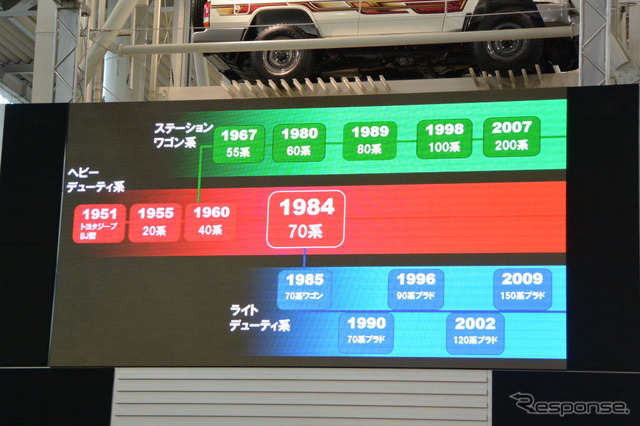 ステーション
ワゴン系
1967
55系
1980
60系
1989
80系
1998
100系
2007
200系
ヘビー
デューティ系
1951
トヨタジープ
BJ型
1955
20系
1960
40系
1984
70系
ライト
デューティ系
1985
70系ワゴン
1996
90系プラド
2009
150系プラド
1990
70系プラド
2002
120系プラド
Response.